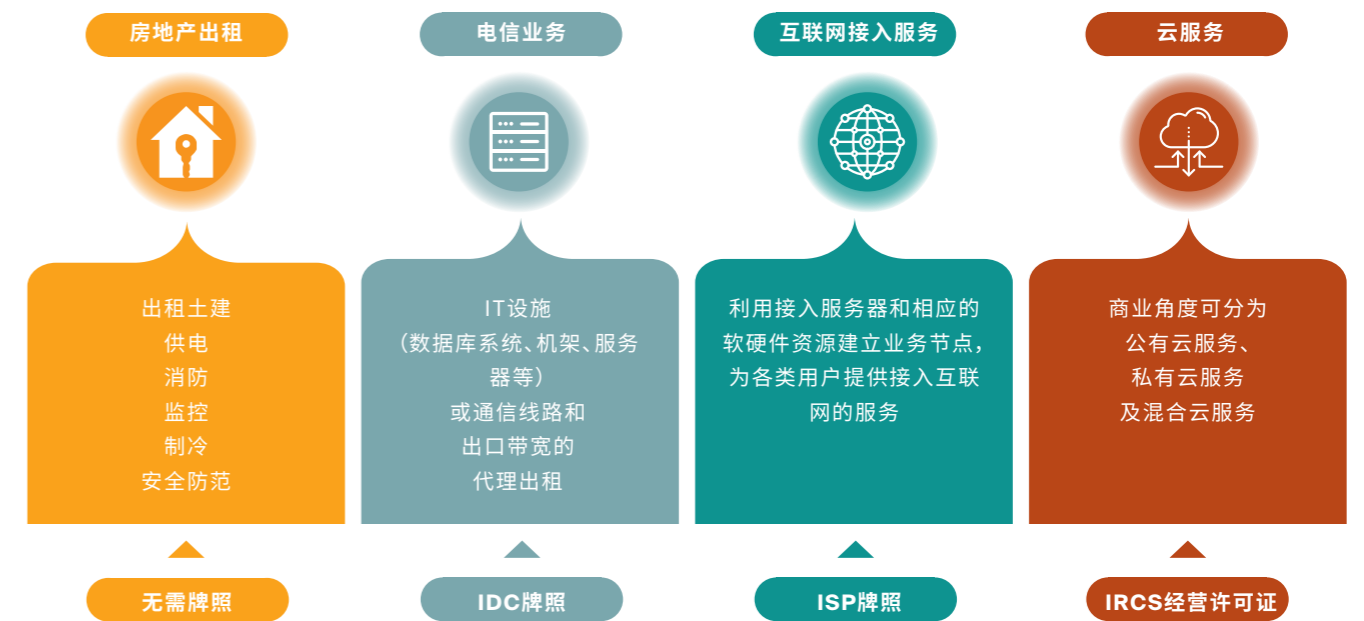 房地产出租
电信业务
互联网接入服务
云服务
出租土建
供电
消防
监控
制冷
安全防范
IT设施
（数据库系统、机架、服务
器等）
或通信线路和
出口带宽的
代理出租
利用接入服务器和相应的
软硬件资源建立业务节点，
为各类用户提供接入互联
网的服务
商业角度可分为
公有云服务、
私有云服务
及混合云服务
无需牌照
IDC牌照
ISP牌照
IRCS经营许可证